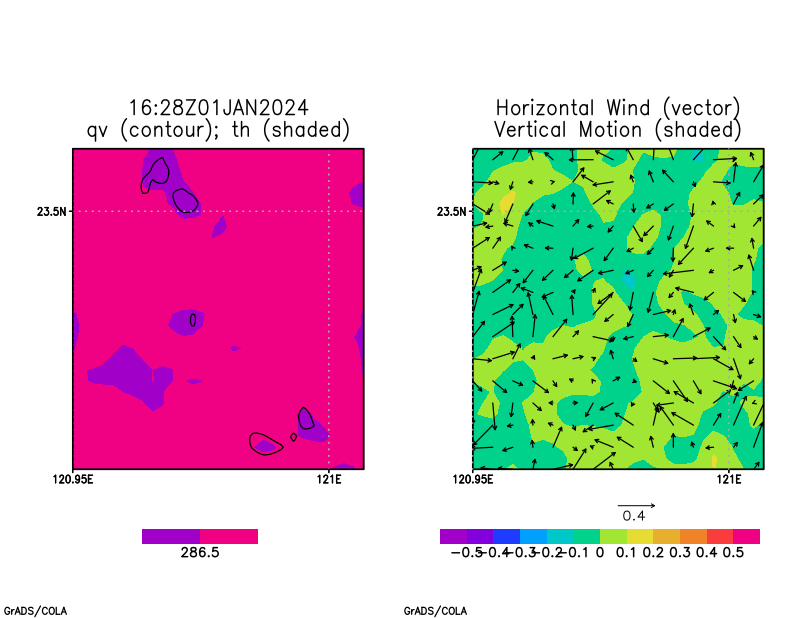 16:28Z01JAN2024
qv (contour); th (shaded)
23.5N
120.95E
121E
286.5
Horizontal Wind (vector)
Vertical Motion (shaded)
23.5N
120.95E
121E
0.4
-0.5 -0.4 -0.3 -0.2 -0.1 0 0.1 0.2 0.3 0.4 0.5
GrADS/COLA
GrADS/COLA